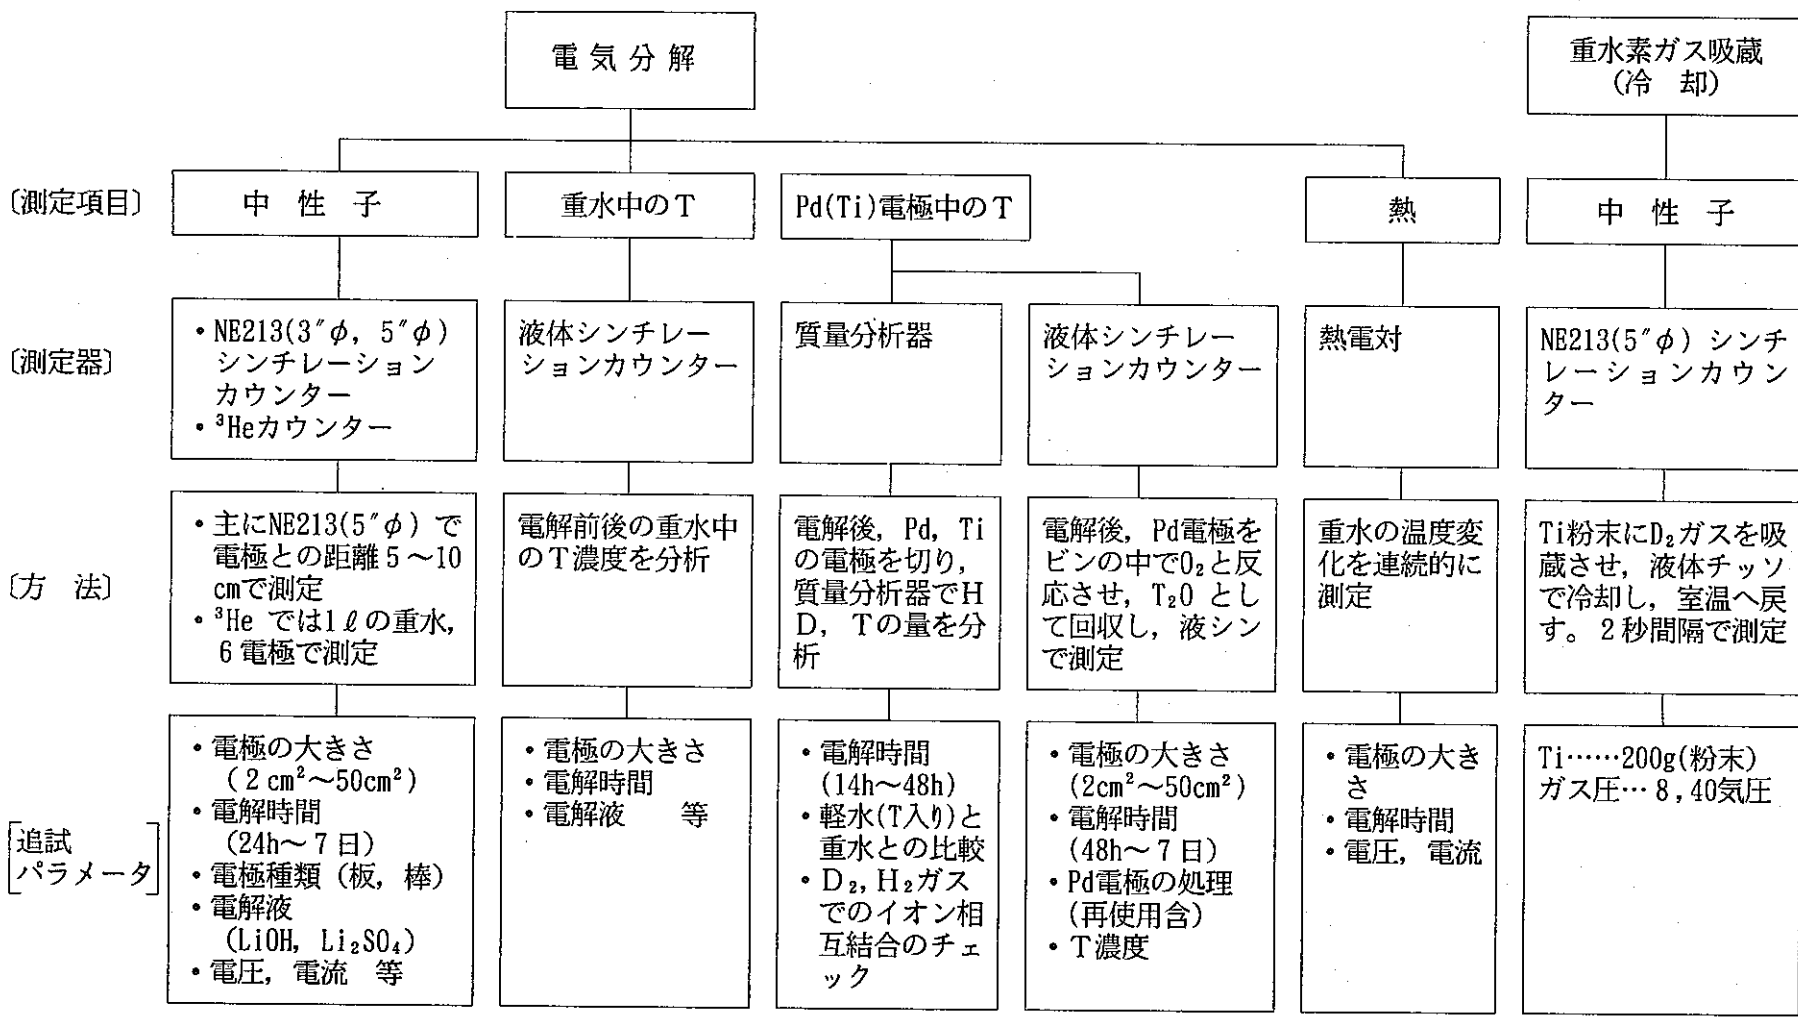 電気分解
重水素ガス吸蔵
(冷 却)
〔測定項目〕
中 性 子
重水中のT
Pd(Ti)電極中のT
熱
中 性 子
〔測定器〕
・NE213(3″φ, 5″φ)
シンチレーション
カウンター
・³Heカウンター
液体シンチレー
ションカウンター
質量分析器
液体シンチレー
ションカウンター
熱電対
NE213(5″φ) シンチ
レーションカウン
ター
〔方 法〕
・主にNE213(5″φ) で
電極との距離5～10
cmで測定
・³He では1ℓの重水,
6電極で測定
電解前後の重水中
のT濃度を分析
電解後, Pd, Ti
の電極を切り,
質量分析器でH
D, Tの量を分
析
電解後, Pd電極を
ビンの中でO₂と反
応させ, T₂O とし
て回収し, 液シン
で測定
重水の温度変
化を連続的に
測定
Ti粉末にD₂ガスを吸
蔵させ, 液体チッソ
で冷却し, 室温へ戻
す。2秒間隔で測定
[追試
パラメータ]
・電極の大きさ
(2cm²～50cm²)
・電解時間
(24h～7日)
・電極種類 (板, 棒)
・電解液
(LiOH, Li₂SO₄)
・電圧, 電流 等
・電極の大きさ
・電解時間
・電解液 等
・電解時間
(14h～48h)
・軽水(T入り)と
重水との比較
・D₂, H₂ガス
でのイオン相
互結合のチェ
ック
・電極の大きさ
(2cm²～50cm²)
・電解時間
(48h～7日)
・Pd電極の処理
(再使用含)
・T濃度
・電極の大き
さ
・電解時間
・電圧, 電流
Ti……200g(粉末)
ガス圧…8,40気圧